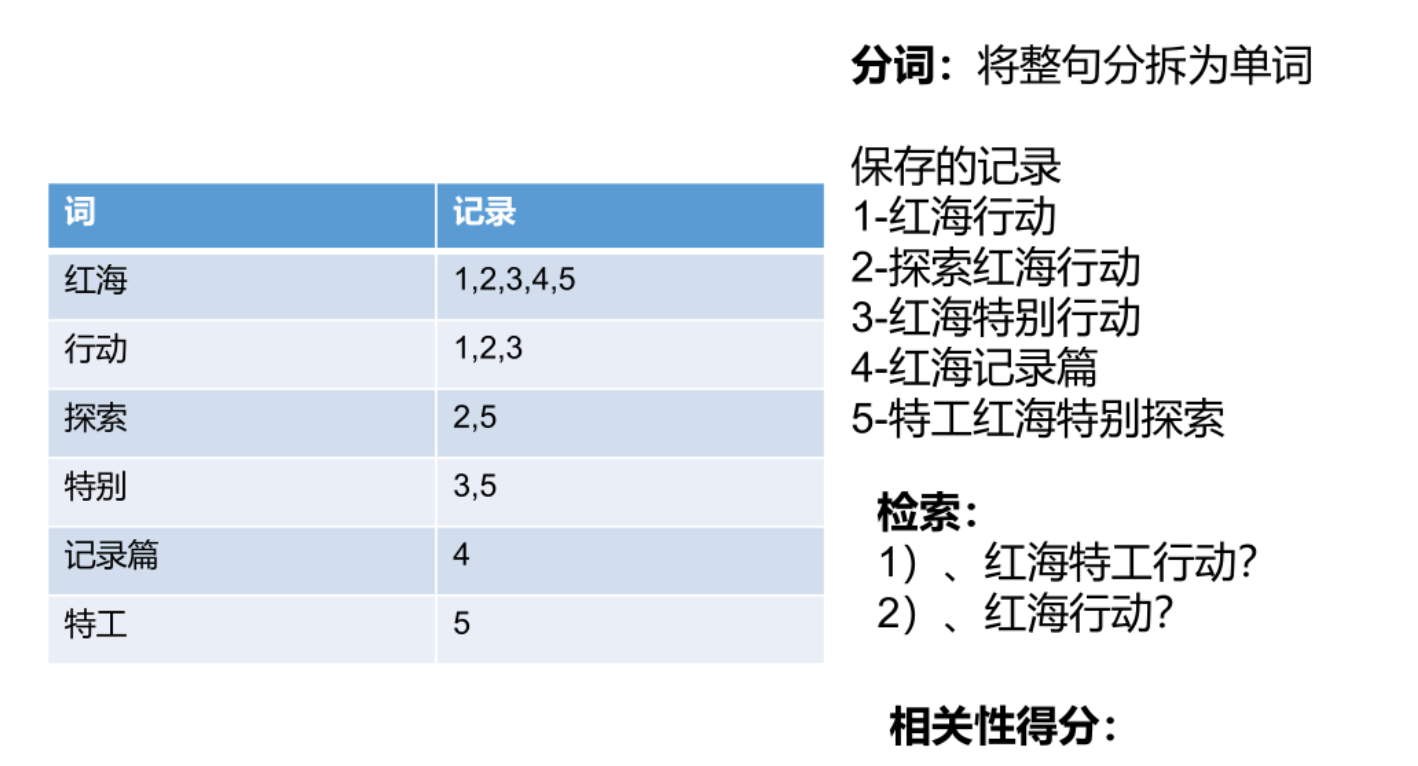 分词：将整句分拆为单词
保存的记录
1-红海行动
2-探索红海行动
3-红海特别行动
4-红海记录篇
5-特工红海特别探索
检索：
1）、红海特工行动?
2）、红海行动?
相关性得分：
词 记录
红海 1,2,3,4,5
行动 1,2,3
探索 2,5
特别 3,5
记录篇 4
特工 5